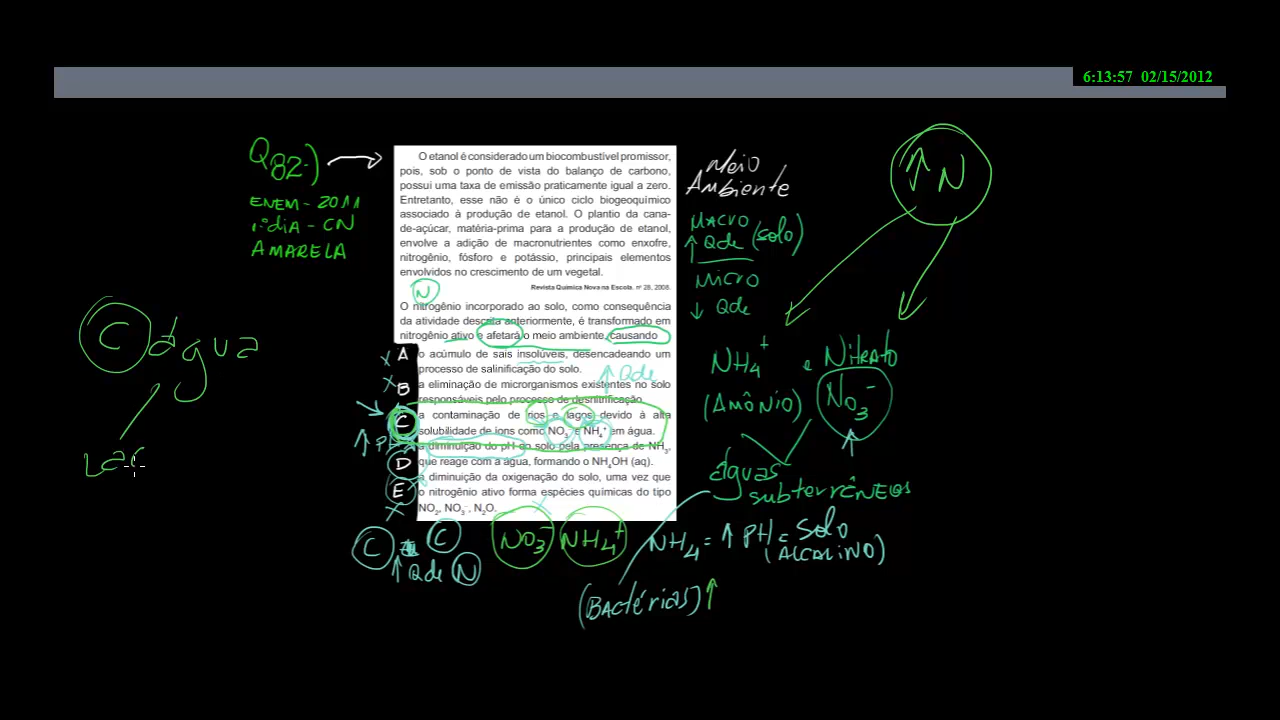 6:13:57 02/15/2012
Q82-)
ENEM - 2011
1º DIA - CN
AMARELA
O etanol é considerado um biocombustível promissor,
pois, sob o ponto de vista do balanço de carbono,
possui uma taxa de emissão praticamente igual a zero.
Entretanto, esse não é o único ciclo biogeoquímico
associado à produção de etanol. O plantio da cana-
de-açúcar, matéria-prima para a produção de etanol,
envolve a adição de macronutrientes como enxofre,
nitrogênio, fósforo e potássio, principais elementos
envolvidos no crescimento de um vegetal.
Revista Química Nova na Escola. nº 28, 2008.
N
O nitrogênio incorporado ao solo, como consequência
da atividade descrita anteriormente, é transformado em
nitrogênio ativo e afetará o meio ambiente, causando
A o acúmulo de sais insolúveis, desencadeando um
processo de salinificação do solo.
↑ Qde
B a eliminação de microrganismos existentes no solo
responsáveis pelo processo de desnitrificação.
C a contaminação de rios e lagos devido à alta
solubilidade de íons como NO₃⁻ e NH₄⁺ em água.
↑ PH
D a diminuição do pH do solo pela presença de NH₃,
que reage com a água, formando o NH₄OH (aq).
E a diminuição da oxigenação do solo, uma vez que
o nitrogênio ativo forma espécies químicas do tipo
NO₂, NO₃⁻, N₂O.
C C
↑ Qde N
NO₃⁻ NH₄⁺
Meio
Ambiente
MACRO
↑ Qde (solo)
MICRO
↓ Qde
↑ N
NH₄⁺ e Nitrato
(Amônio) NO₃⁻
águas
subterrâneos
NH₄ = ↑ PH = Solo
(ALCALINO)
(Bactérias) ↑
C água